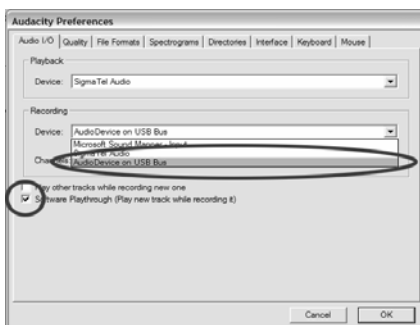 Audacity Preferences
Audio I/O Quality File Formats Spectrograms Directories Interface Keyboard Mouse
Playback
Device: SigmaTel Audio
Recording
Device: AudioDevice on USB Bus
Microsoft Sound Mapper - Input
SigmaTel Audio
Channels AudioDevice on USB Bus
Play other tracks while recording new one
Software Playthrough (Play new track while recording it)
Cancel OK